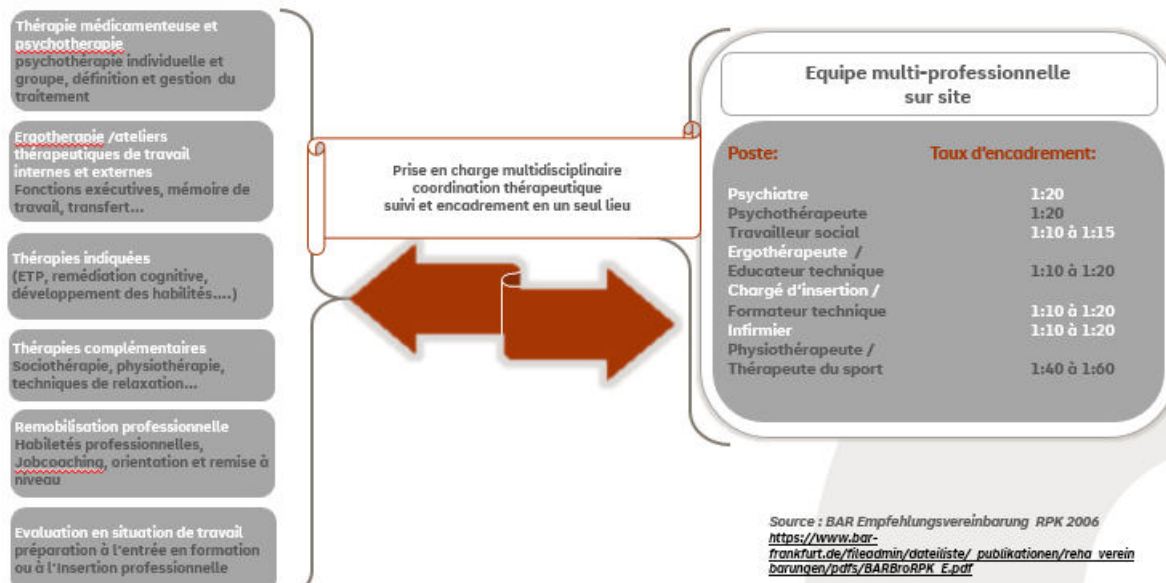 Thérapie médicamenteuse et
psychotherapie
psychothérapie individuelle et
groupe, définition et gestion du
traitement
Ergotherapie /ateliers
thérapeutiques de travail
internes et externes
Fonctions exécutives, mémoire de
travail, transfert...
Thérapies indiquées
(ETP, remédiation cognitive,
développement des habilités....)
Thérapies complémentaires
Sociothérapie, physiothérapie,
techniques de relaxation...
Remobilisation professionnelle
Habiletés professionnelles,
Jobcoaching, orientation et remise à
niveau
Evaluation en situation de travail
préparation à l'entrée en formation
ou à l'Insertion professionnelle
Prise en charge multidisciplinaire
coordination thérapeutique
suivi et encadrement en un seul lieu
Equipe multi-professionnelle
sur site
Poste: Taux d'encadrement:
Psychiatre 1:20
Psychothérapeute 1:20
Travailleur social 1:10 à 1:15
Ergothérapeute /
Educateur technique 1:10 à 1:20
Chargé d'insertion /
Formateur technique 1:10 à 1:20
Infirmier 1:10 à 1:20
Physiothérapeute /
Thérapeute du sport 1:40 à 1:60
Source : BAR Empfehlungsvereinbarung RPK 2006
https://www.bar-
frankfurt.de/fileadmin/dateiliste/_publikationen/reha_verein
barungen/pdfs/BARBroRPK_E.pdf